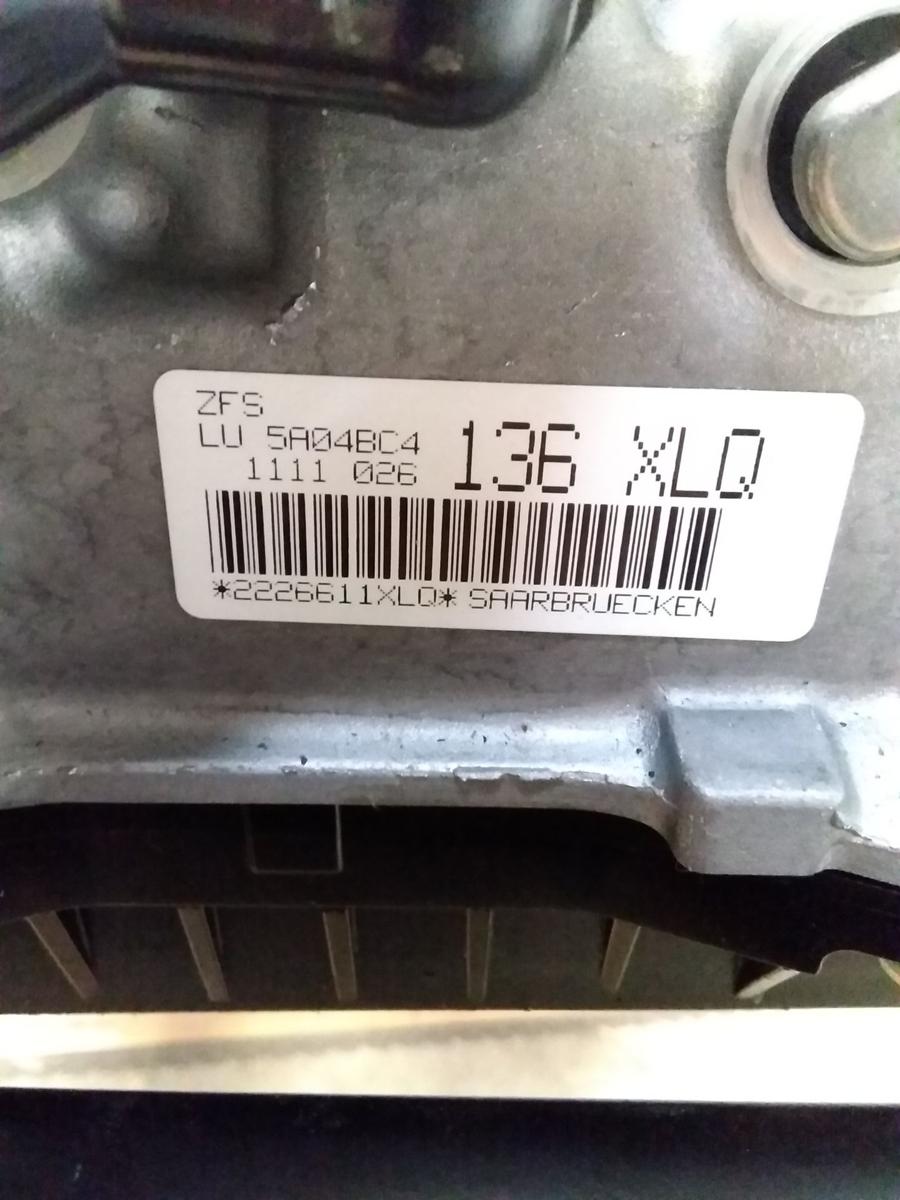 ZFS
LU 5A04BC4 136 XLQ
1111 026
*2226611XLQ* SAARBRUECKEN